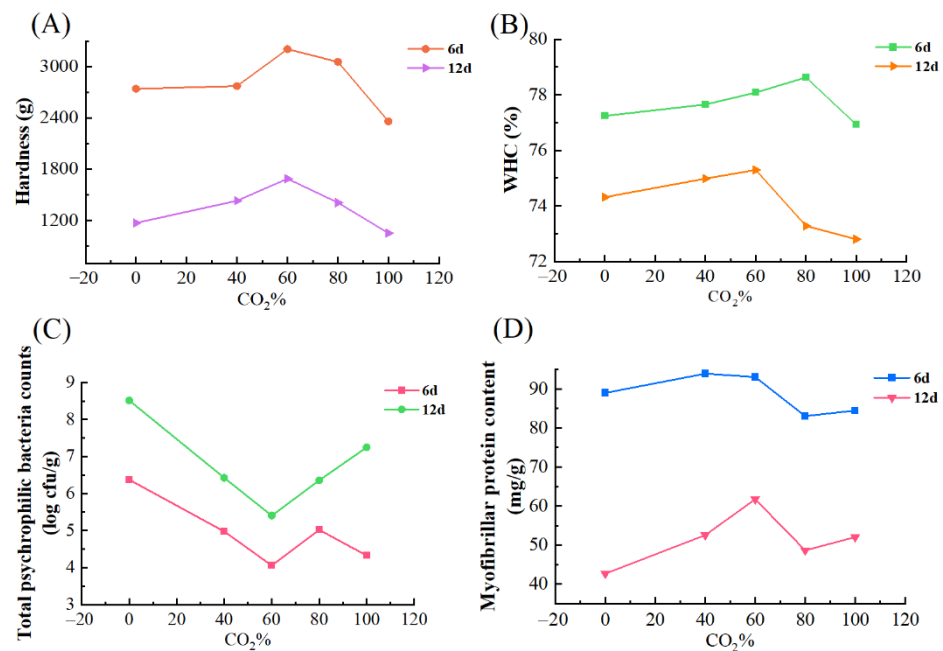 (A)
Hardness (g)
3000
2400
1800
1200
6d
12d
−20 0 20 40 60 80 100 120
CO₂%
(B)
WHC (%)
80
78
76
74
72
6d
12d
−20 0 20 40 60 80 100 120
CO₂%
(C)
Total psychrophilic bacteria counts
(log cfu/g)
9
8
7
6
5
4
3
6d
12d
−20 0 20 40 60 80 100 120
CO₂%
(D)
Myofibrillar protein content
(mg/g)
90
80
70
60
50
40
6d
12d
−20 0 20 40 60 80 100 120
CO₂%